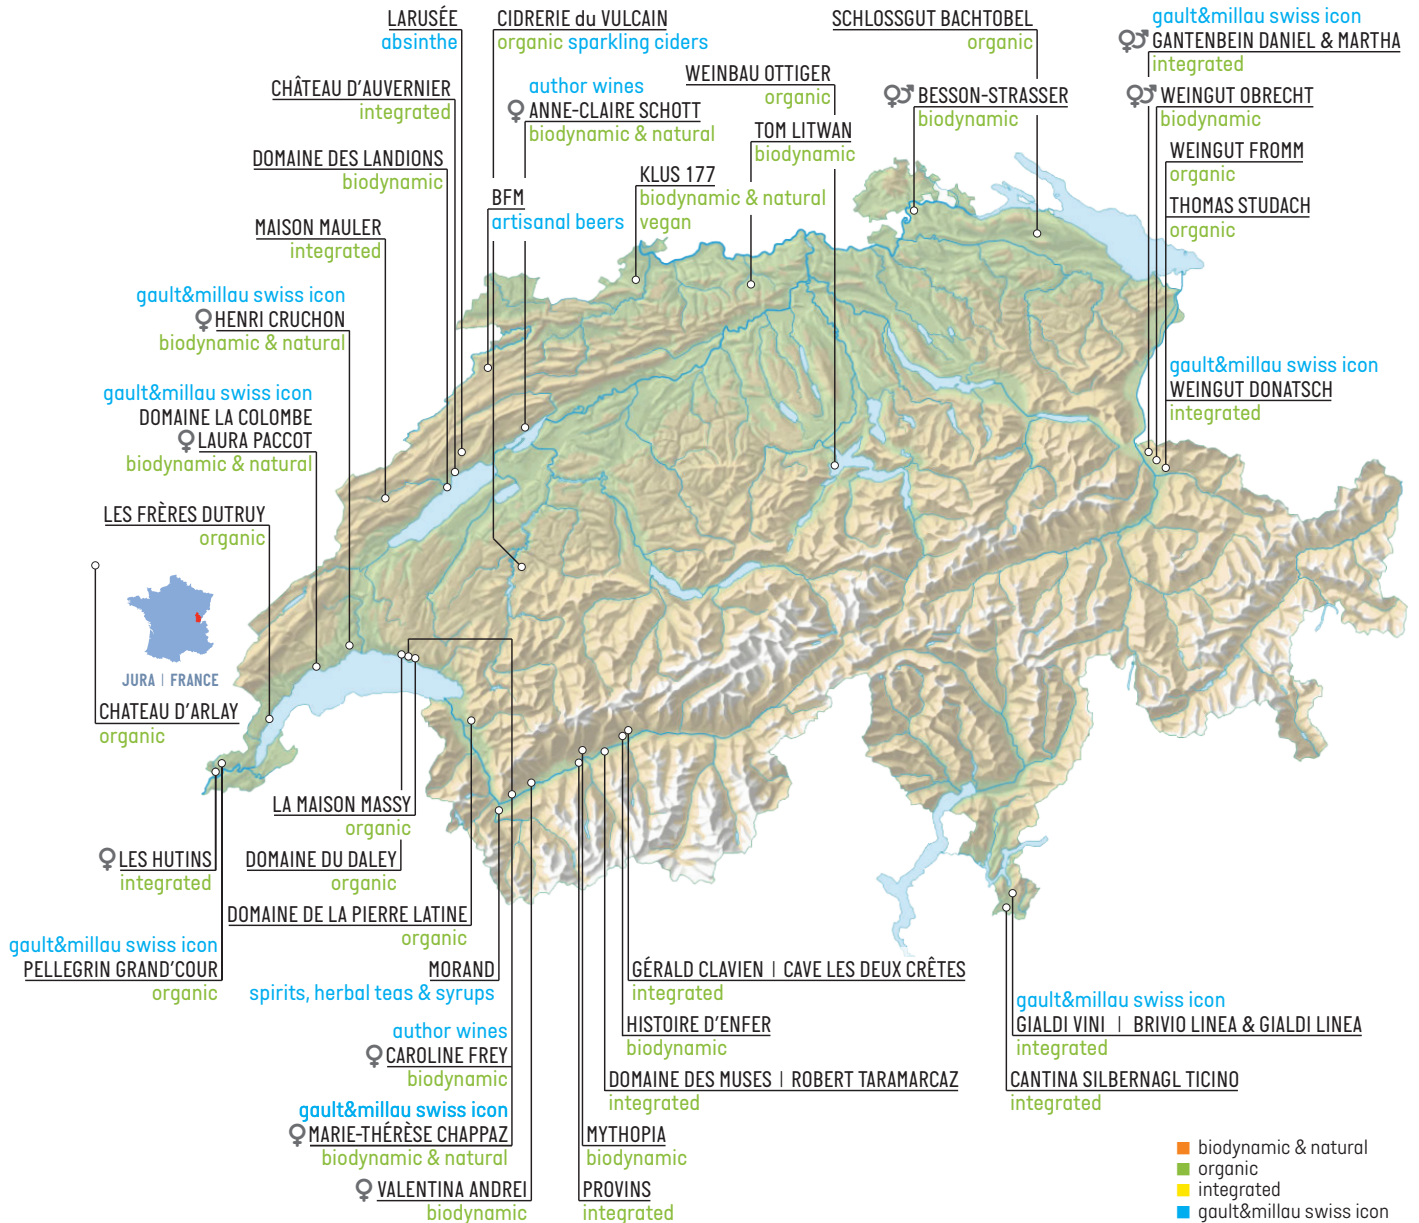 LARUSÉE
absinthe
CIDRERIE du VULCAIN
organic sparkling ciders
SCHLOSSGUT BACHTOBEL
organic
gault&millau swiss icon
GANTENBEIN DANIEL & MARTHA
integrated
CHÂTEAU D'AUVERNIER
integrated
author wines
ANNE-CLAIRE SCHOTT
biodynamic & natural
WEINBAU OTTIGER
organic
BESSON-STRASSER
biodynamic
WEINGUT OBRECHT
biodynamic
DOMAINE DES LANDIONS
biodynamic
TOM LITWAN
biodynamic
WEINGUT FROMM
organic
BFM
artisanal beers
KLUS 177
biodynamic & natural
vegan
THOMAS STUDACH
organic
MAISON MAULER
integrated
gault&millau swiss icon
HENRI CRUCHON
biodynamic & natural
gault&millau swiss icon
WEINGUT DONATSCH
integrated
gault&millau swiss icon
DOMAINE LA COLOMBE
LAURA PACCOT
biodynamic & natural
LES FRÈRES DUTRUY
organic
JURA | FRANCE
CHATEAU D'ARLAY
organic
LA MAISON MASSY
organic
LES HUTINS
integrated
DOMAINE DU DALEY
organic
DOMAINE DE LA PIERRE LATINE
organic
gault&millau swiss icon
PELLEGRIN GRAND'COUR
organic
MORAND
spirits, herbal teas & syrups
GÉRALD CLAVIEN | CAVE LES DEUX CRÊTES
integrated
gault&millau swiss icon
GIALDI VINI | BRIVIO LINEA & GIALDI LINEA
integrated
author wines
CAROLINE FREY
biodynamic
HISTOIRE D'ENFER
biodynamic
DOMAINE DES MUSES | ROBERT TARAMARCAZ
integrated
CANTINA SILBERNAGL TICINO
integrated
gault&millau swiss icon
MARIE-THÉRÈSE CHAPPAZ
biodynamic & natural
MYTHOPIA
biodynamic
VALENTINA ANDREI
biodynamic
PROVINS
integrated
biodynamic & natural
organic
integrated
gault&millau swiss icon